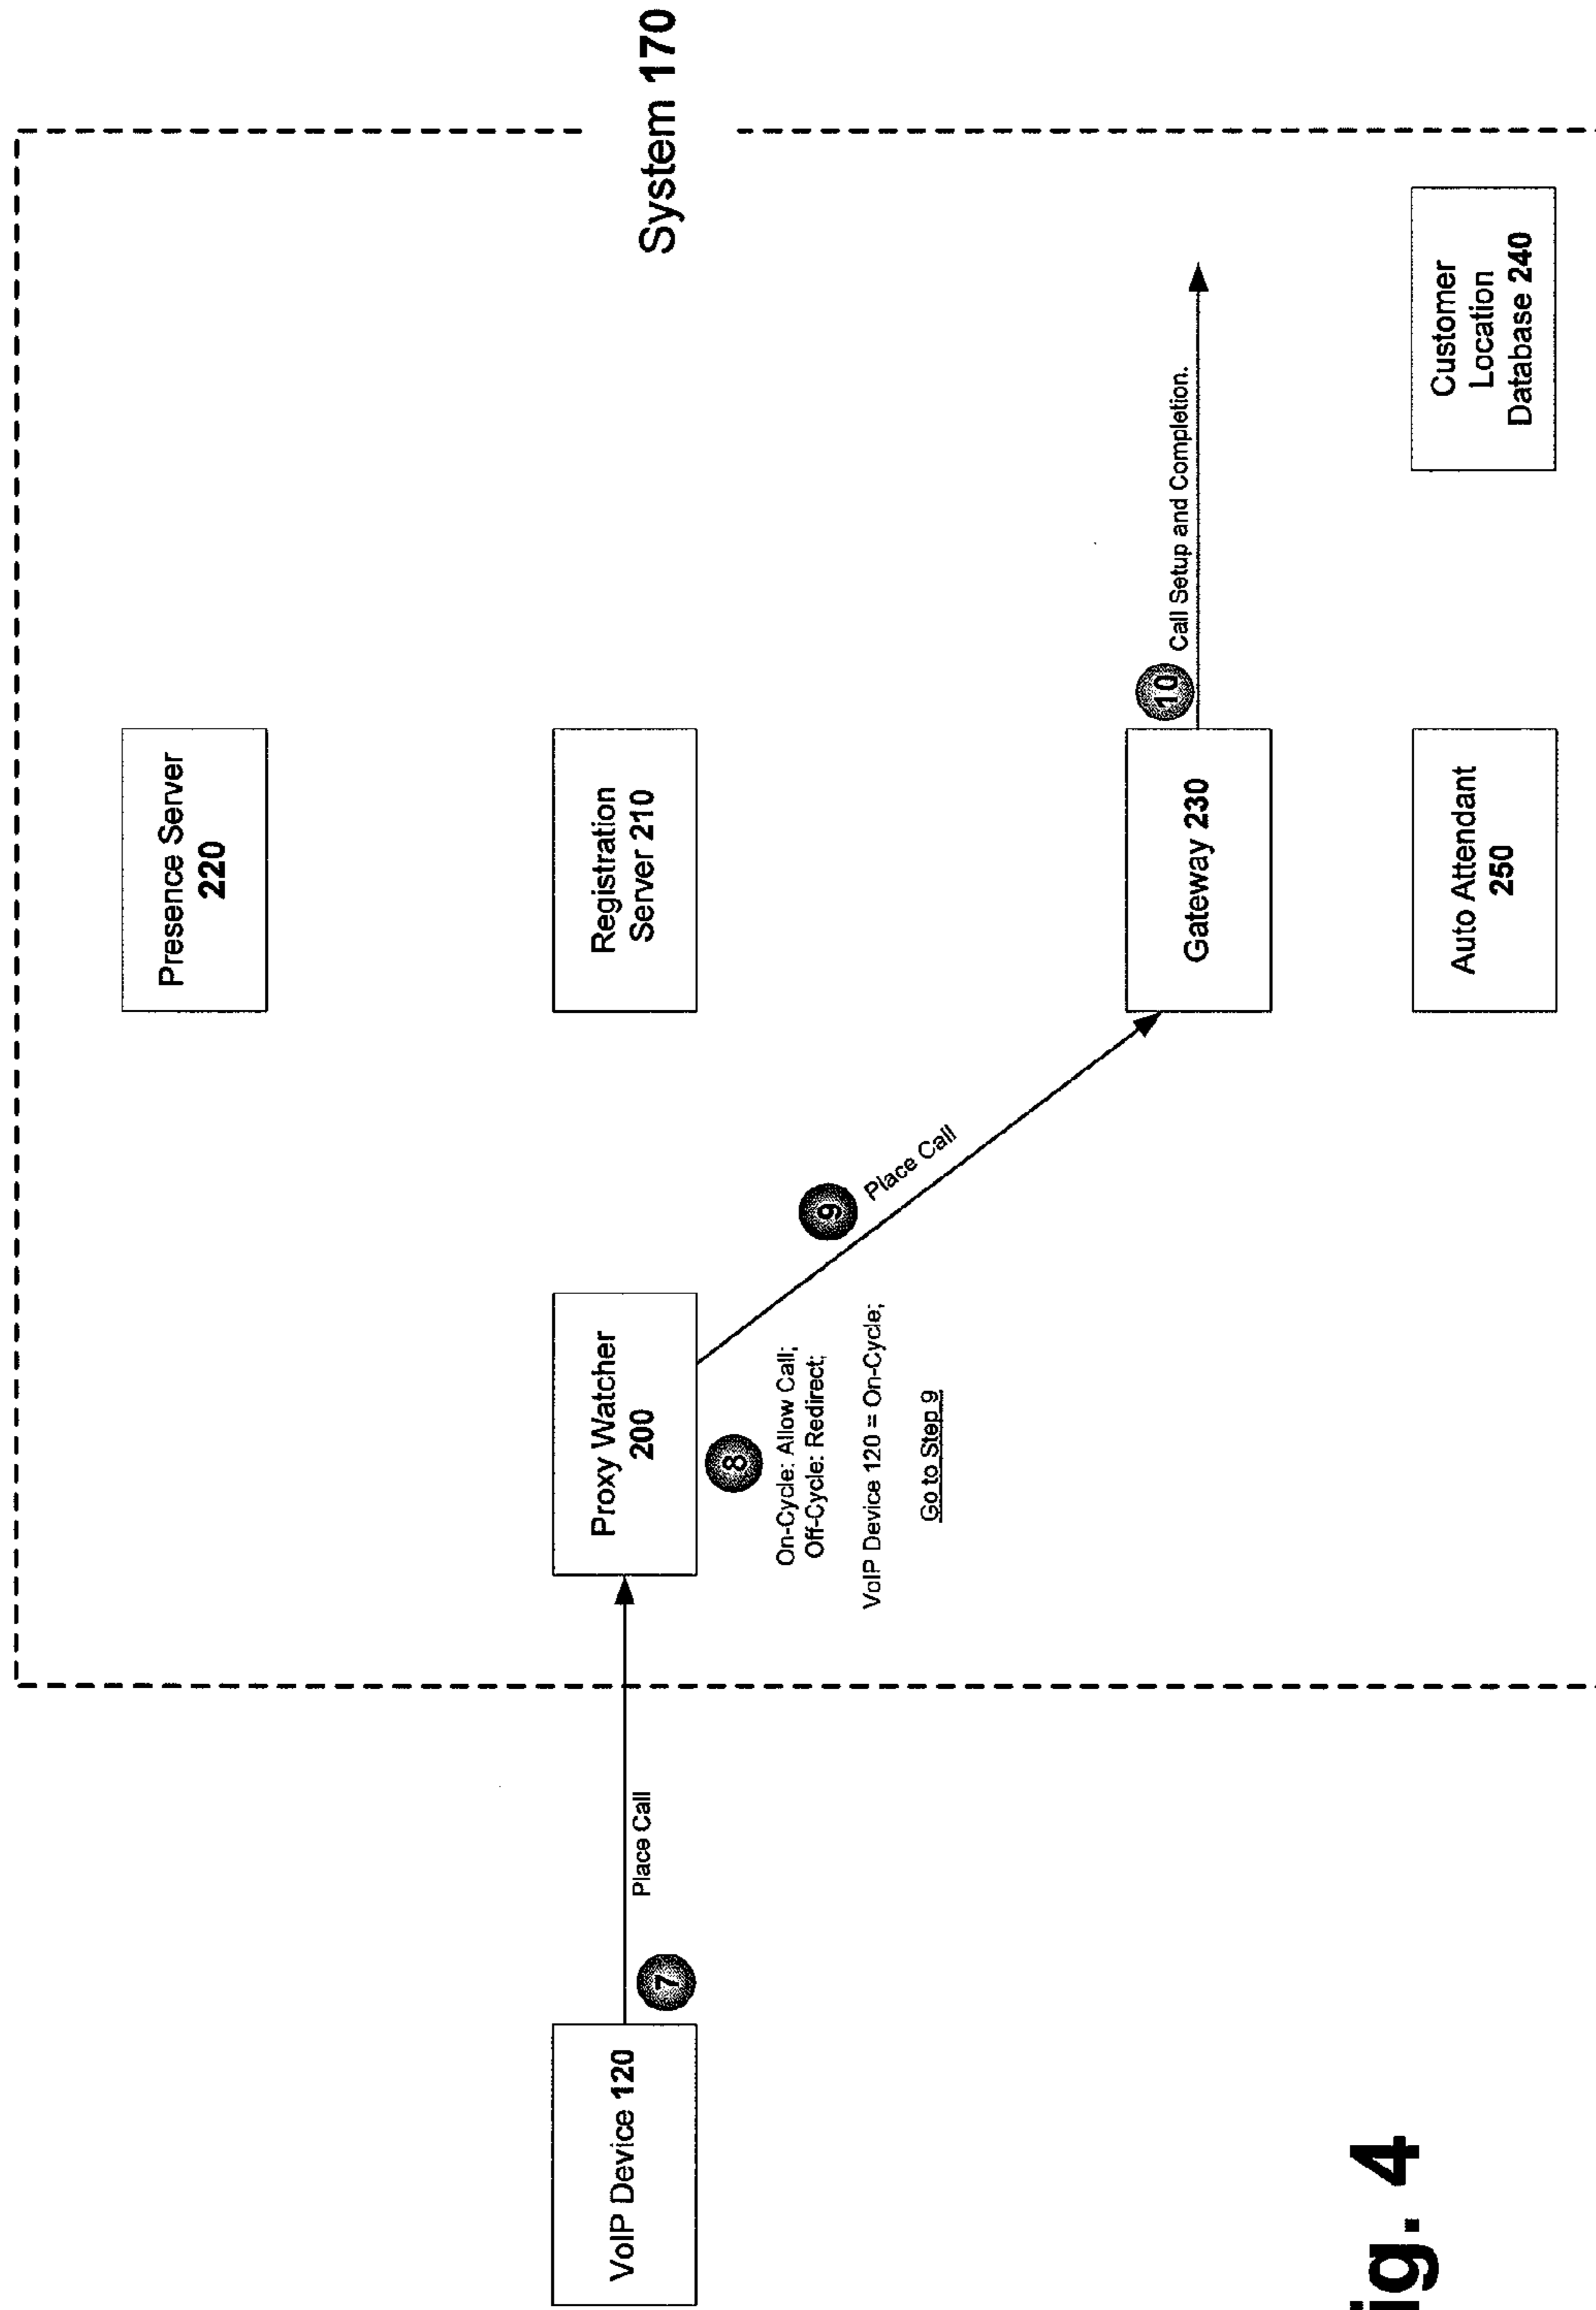 System 170
Presence Server
220
Registration
Server 210
Proxy Watcher
200
VoIP Device 120
7
Place Call
8
On-Cycle: Allow Call;
Off-Cycle: Redirect;
VoIP Device 120 = On-Cycle;
Go to Step 9
9
Place Call
Gateway 230
10
Call Setup and Completion.
Auto Attendant
250
Customer
Location
Database 240
ig. 4